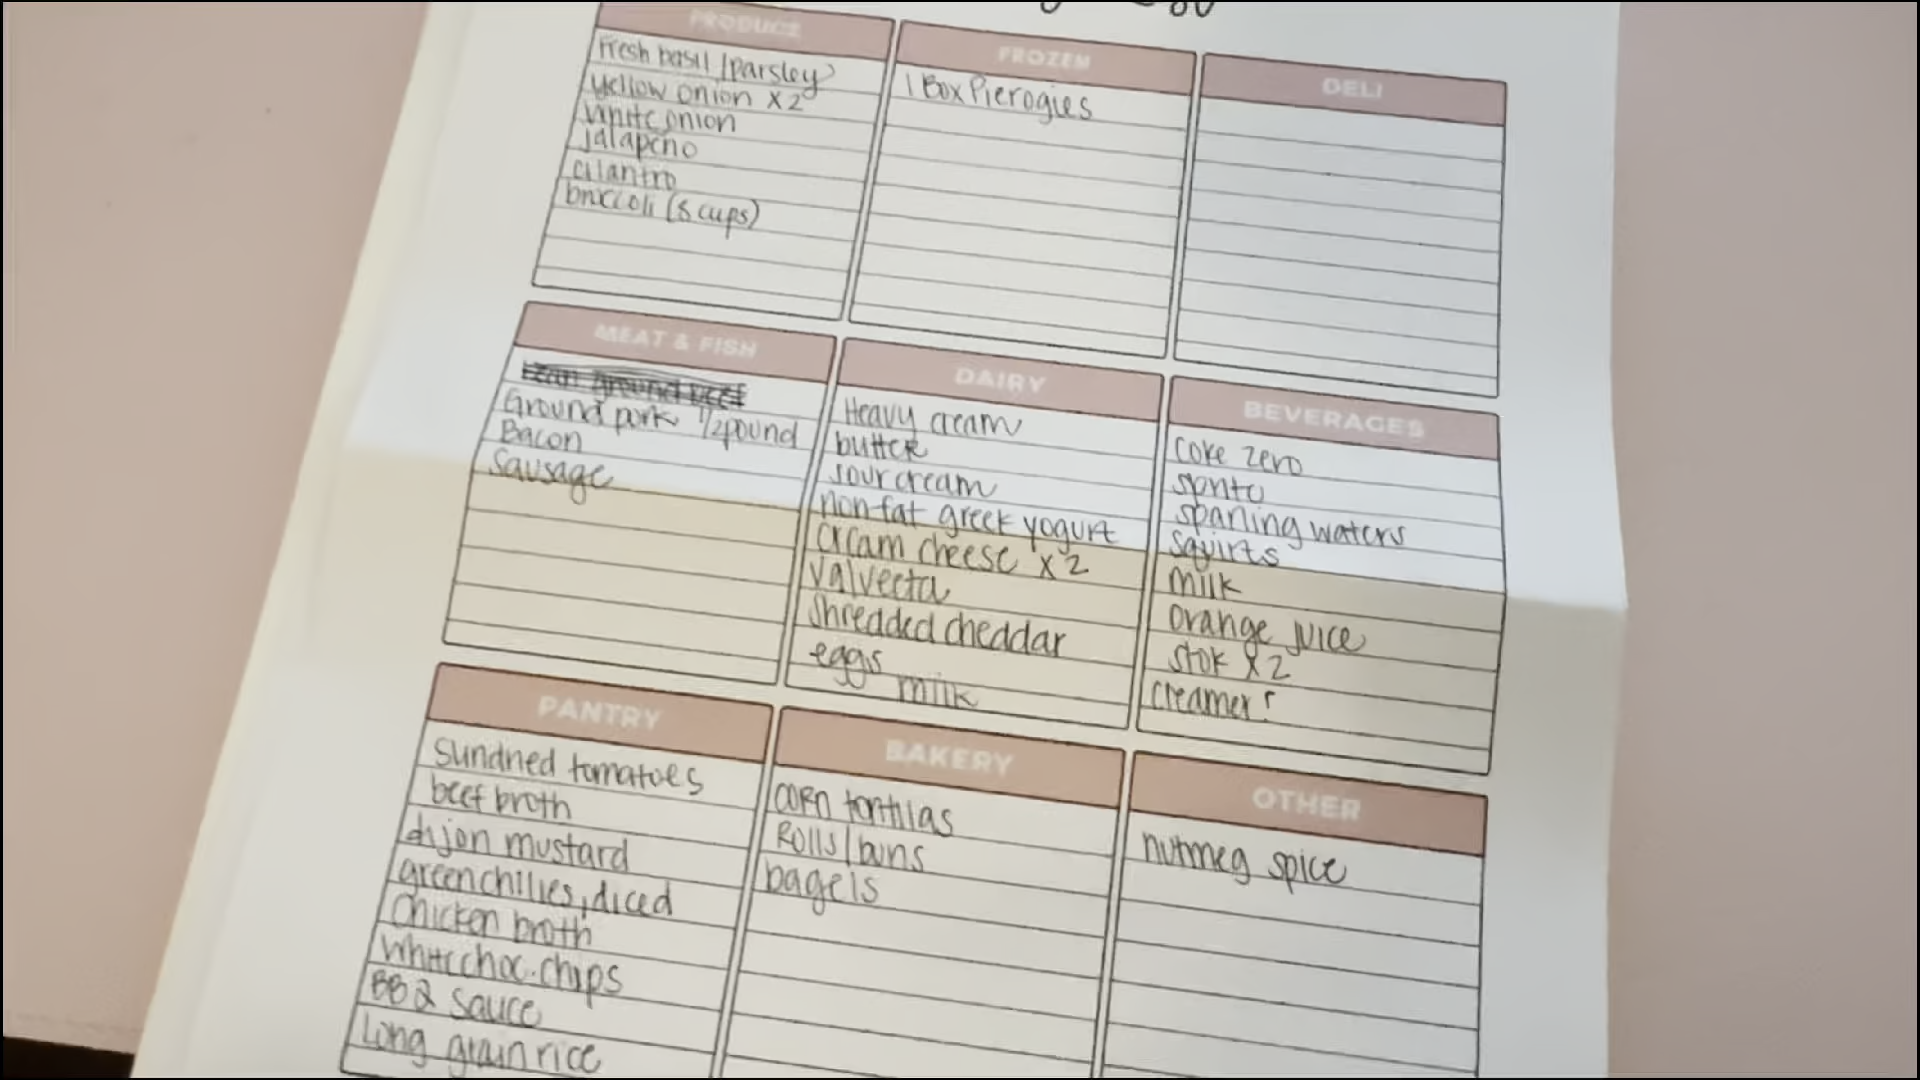 PRODUCE
Fresh basil / parsley
yellow onion x2
white onion
jalapeno
cilantro
broccoli (8 cups)
FROZEN
1 Box Pierogies
DELI
MEAT & FISH
Lean ground beef
Ground pork 1/2 pound
Bacon
Sausage
DAIRY
Heavy cream
butter
sour cream
non-fat greek yogurt
cream cheese x2
valveeta
shredded cheddar
eggs
milk
BEVERAGES
coke zero
sprite
sparling waters
squirts
milk
orange juice
stok x2
creamer?
PANTRY
sundried tomatoes
beef broth
dijon mustard
green chilies, diced
chicken broth
white choc. chips
BBQ sauce
long grain rice
BAKERY
corn tortillas
Rolls / buns
bagels
OTHER
nutmeg spice